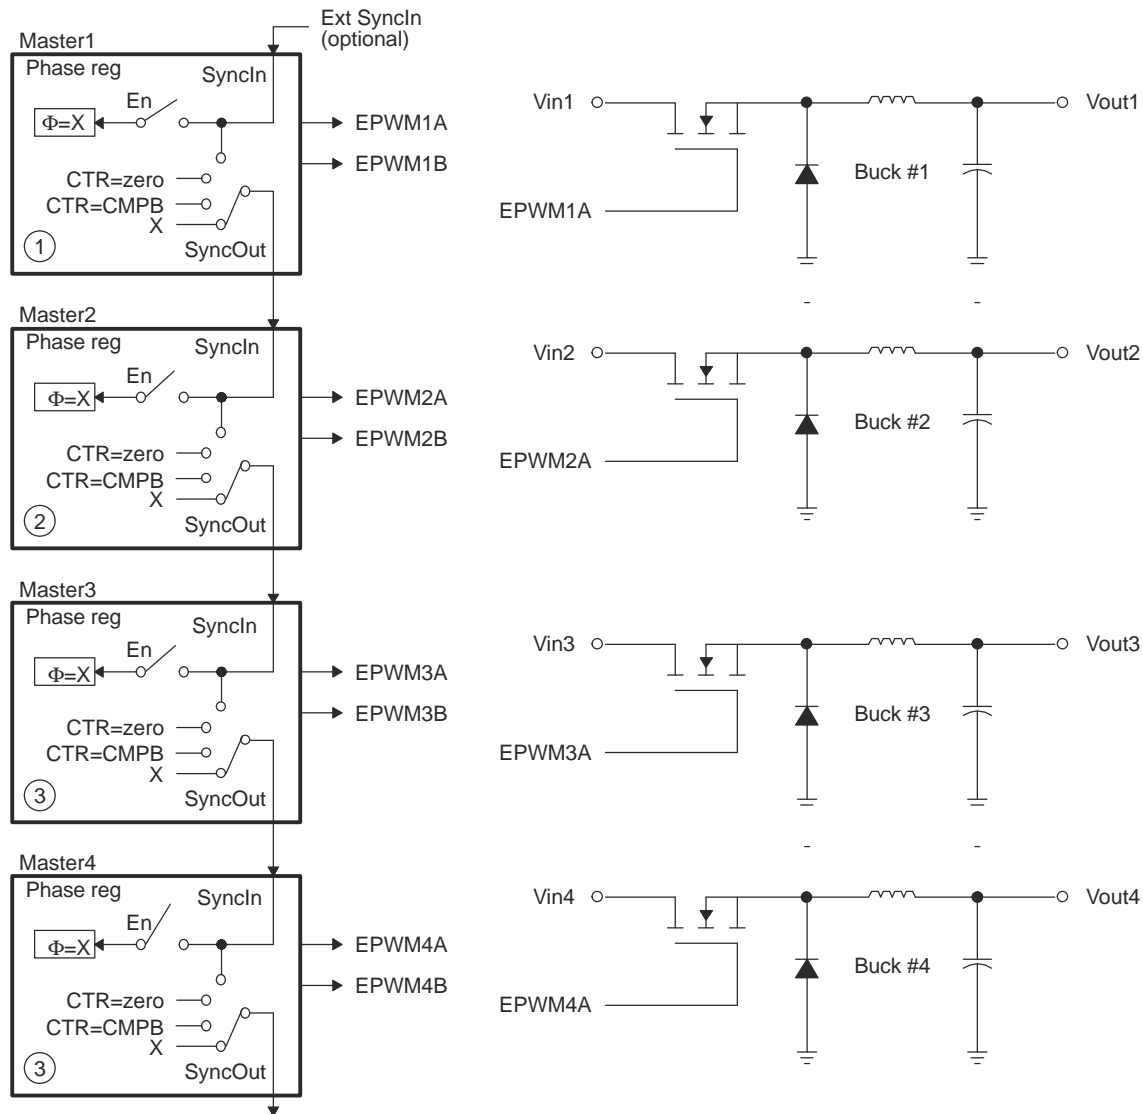 Ext SyncIn
(optional)
Master1
Phase reg
SyncIn
En
Φ=X
CTR=zero
CTR=CMPB
X
SyncOut
1
EPWM1A
EPWM1B
Vin1
Vout1
Buck #1
EPWM1A
Master2
Phase reg
SyncIn
En
Φ=X
CTR=zero
CTR=CMPB
X
SyncOut
2
EPWM2A
EPWM2B
Vin2
Vout2
Buck #2
EPWM2A
Master3
Phase reg
SyncIn
En
Φ=X
CTR=zero
CTR=CMPB
X
SyncOut
3
EPWM3A
EPWM3B
Vin3
Vout3
Buck #3
EPWM3A
Master4
Phase reg
SyncIn
En
Φ=X
CTR=zero
CTR=CMPB
X
SyncOut
3
EPWM4A
EPWM4B
Vin4
Vout4
Buck #4
EPWM4A